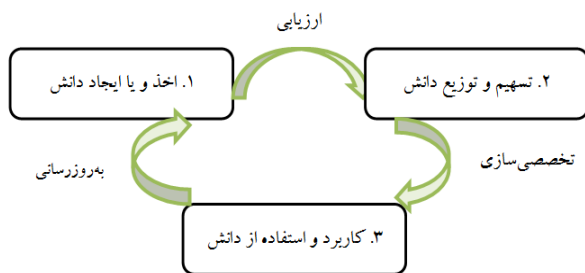 ارزیابی
۱. اخذ و یا ایجاد دانش
۲. تسهیم و توزیع دانش
به‌روزرسانی
تخصصی‌سازی
۳. کاربرد و استفاده از دانش